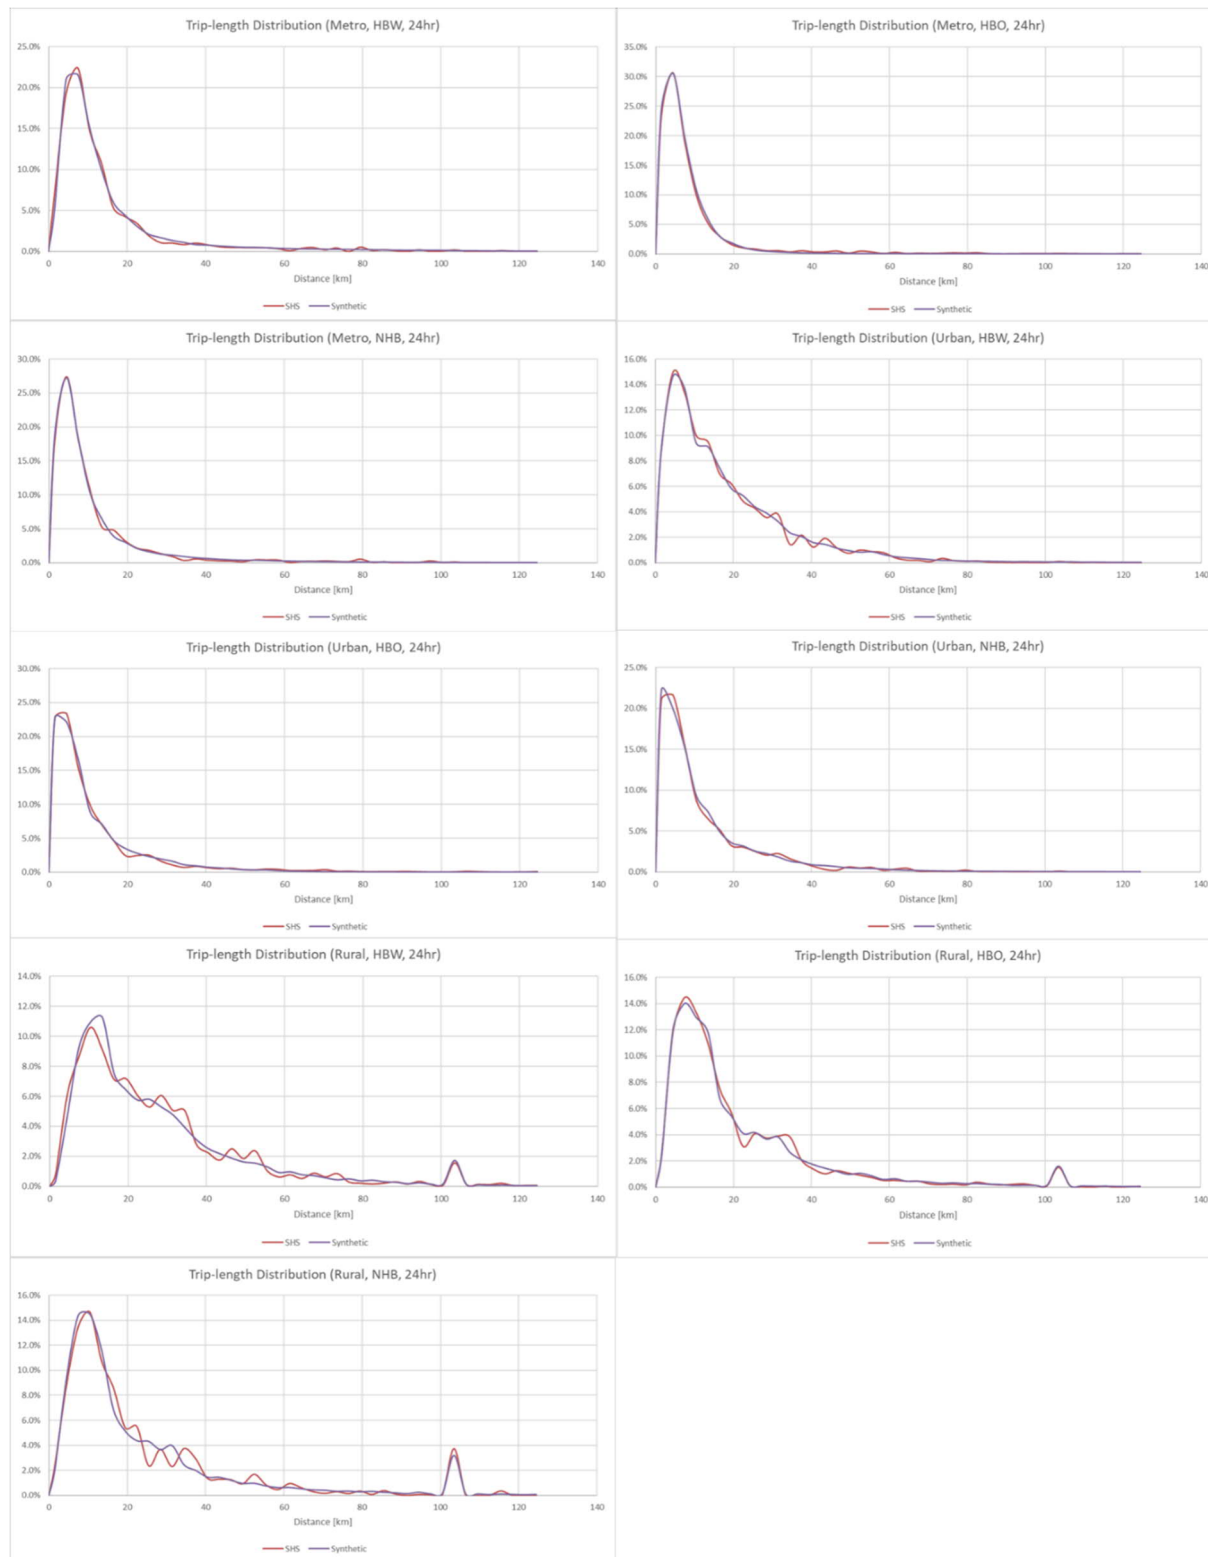 Trip-length Distribution (Metro, HBW, 24hr)
25.0%
20.0%
15.0%
10.0%
5.0%
0.0%
0 20 40 60 80 100 120 140
Distance [km]
SHS Synthetic
Trip-length Distribution (Metro, HBO, 24hr)
35.0%
30.0%
25.0%
20.0%
15.0%
10.0%
5.0%
0.0%
0 20 40 60 80 100 120 140
Distance [km]
SHS Synthetic
Trip-length Distribution (Metro, NHB, 24hr)
30.0%
25.0%
20.0%
15.0%
10.0%
5.0%
0.0%
0 20 40 60 80 100 120 140
Distance [km]
SHS Synthetic
Trip-length Distribution (Urban, HBW, 24hr)
16.0%
14.0%
12.0%
10.0%
8.0%
6.0%
4.0%
2.0%
0.0%
0 20 40 60 80 100 120 140
Distance [km]
SHS Synthetic
Trip-length Distribution (Urban, HBO, 24hr)
30.0%
25.0%
20.0%
15.0%
10.0%
5.0%
0.0%
0 20 40 60 80 100 120 140
Distance [km]
SHS Synthetic
Trip-length Distribution (Urban, NHB, 24hr)
25.0%
20.0%
15.0%
10.0%
5.0%
0.0%
0 20 40 60 80 100 120 140
Distance [km]
SHS Synthetic
Trip-length Distribution (Rural, HBW, 24hr)
14.0%
12.0%
10.0%
8.0%
6.0%
4.0%
2.0%
0.0%
0 20 40 60 80 100 120 140
Distance [km]
SHS Synthetic
Trip-length Distribution (Rural, HBO, 24hr)
16.0%
14.0%
12.0%
10.0%
8.0%
6.0%
4.0%
2.0%
0.0%
0 20 40 60 80 100 120 140
Distance [km]
SHS Synthetic
Trip-length Distribution (Rural, NHB, 24hr)
16.0%
14.0%
12.0%
10.0%
8.0%
6.0%
4.0%
2.0%
0.0%
0 20 40 60 80 100 120 140
Distance [km]
SHS Synthetic